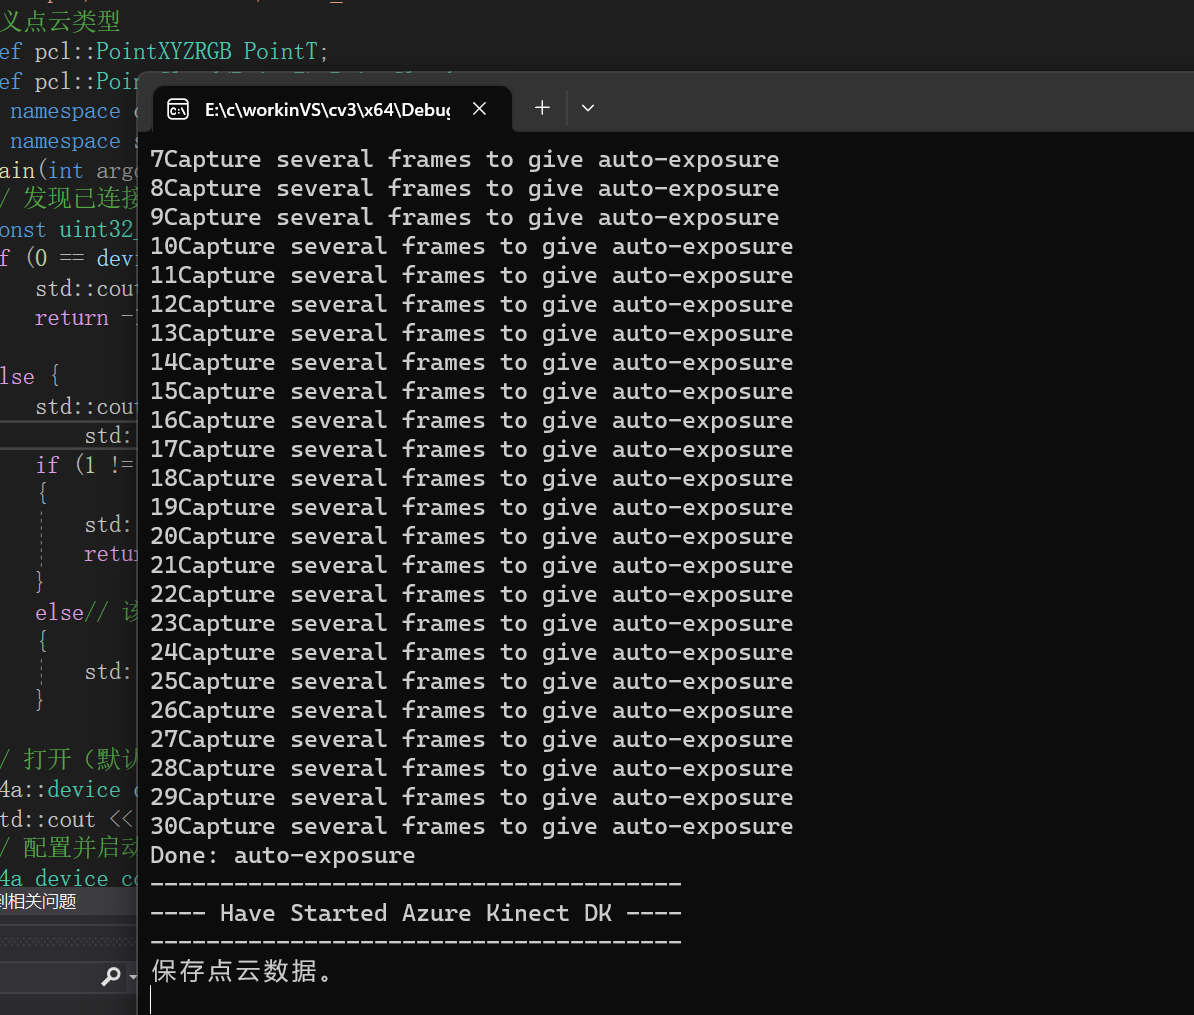 义点云类型
ef pcl::PointXYZRGB PointT;
ef pcl::Poin
namespace
namespace
ain(int argc
/ 发现已连接
onst uint32_
f (0 == devi
std::cout
return -1
lse {
std::cout
std:
if (1 !=
{
std:
retur
}
else// 该
{
std:
}
/ 打开（默认
4a::device
td::cout <<
/ 配置并启动
4a_device_co
到相关问题
E:\c\workinVS\cv3\x64\Debug
7Capture several frames to give auto-exposure
8Capture several frames to give auto-exposure
9Capture several frames to give auto-exposure
10Capture several frames to give auto-exposure
11Capture several frames to give auto-exposure
12Capture several frames to give auto-exposure
13Capture several frames to give auto-exposure
14Capture several frames to give auto-exposure
15Capture several frames to give auto-exposure
16Capture several frames to give auto-exposure
17Capture several frames to give auto-exposure
18Capture several frames to give auto-exposure
19Capture several frames to give auto-exposure
20Capture several frames to give auto-exposure
21Capture several frames to give auto-exposure
22Capture several frames to give auto-exposure
23Capture several frames to give auto-exposure
24Capture several frames to give auto-exposure
25Capture several frames to give auto-exposure
26Capture several frames to give auto-exposure
27Capture several frames to give auto-exposure
28Capture several frames to give auto-exposure
29Capture several frames to give auto-exposure
30Capture several frames to give auto-exposure
Done: auto-exposure
--------------------------------------
---- Have Started Azure Kinect DK ----
--------------------------------------
保存点云数据。